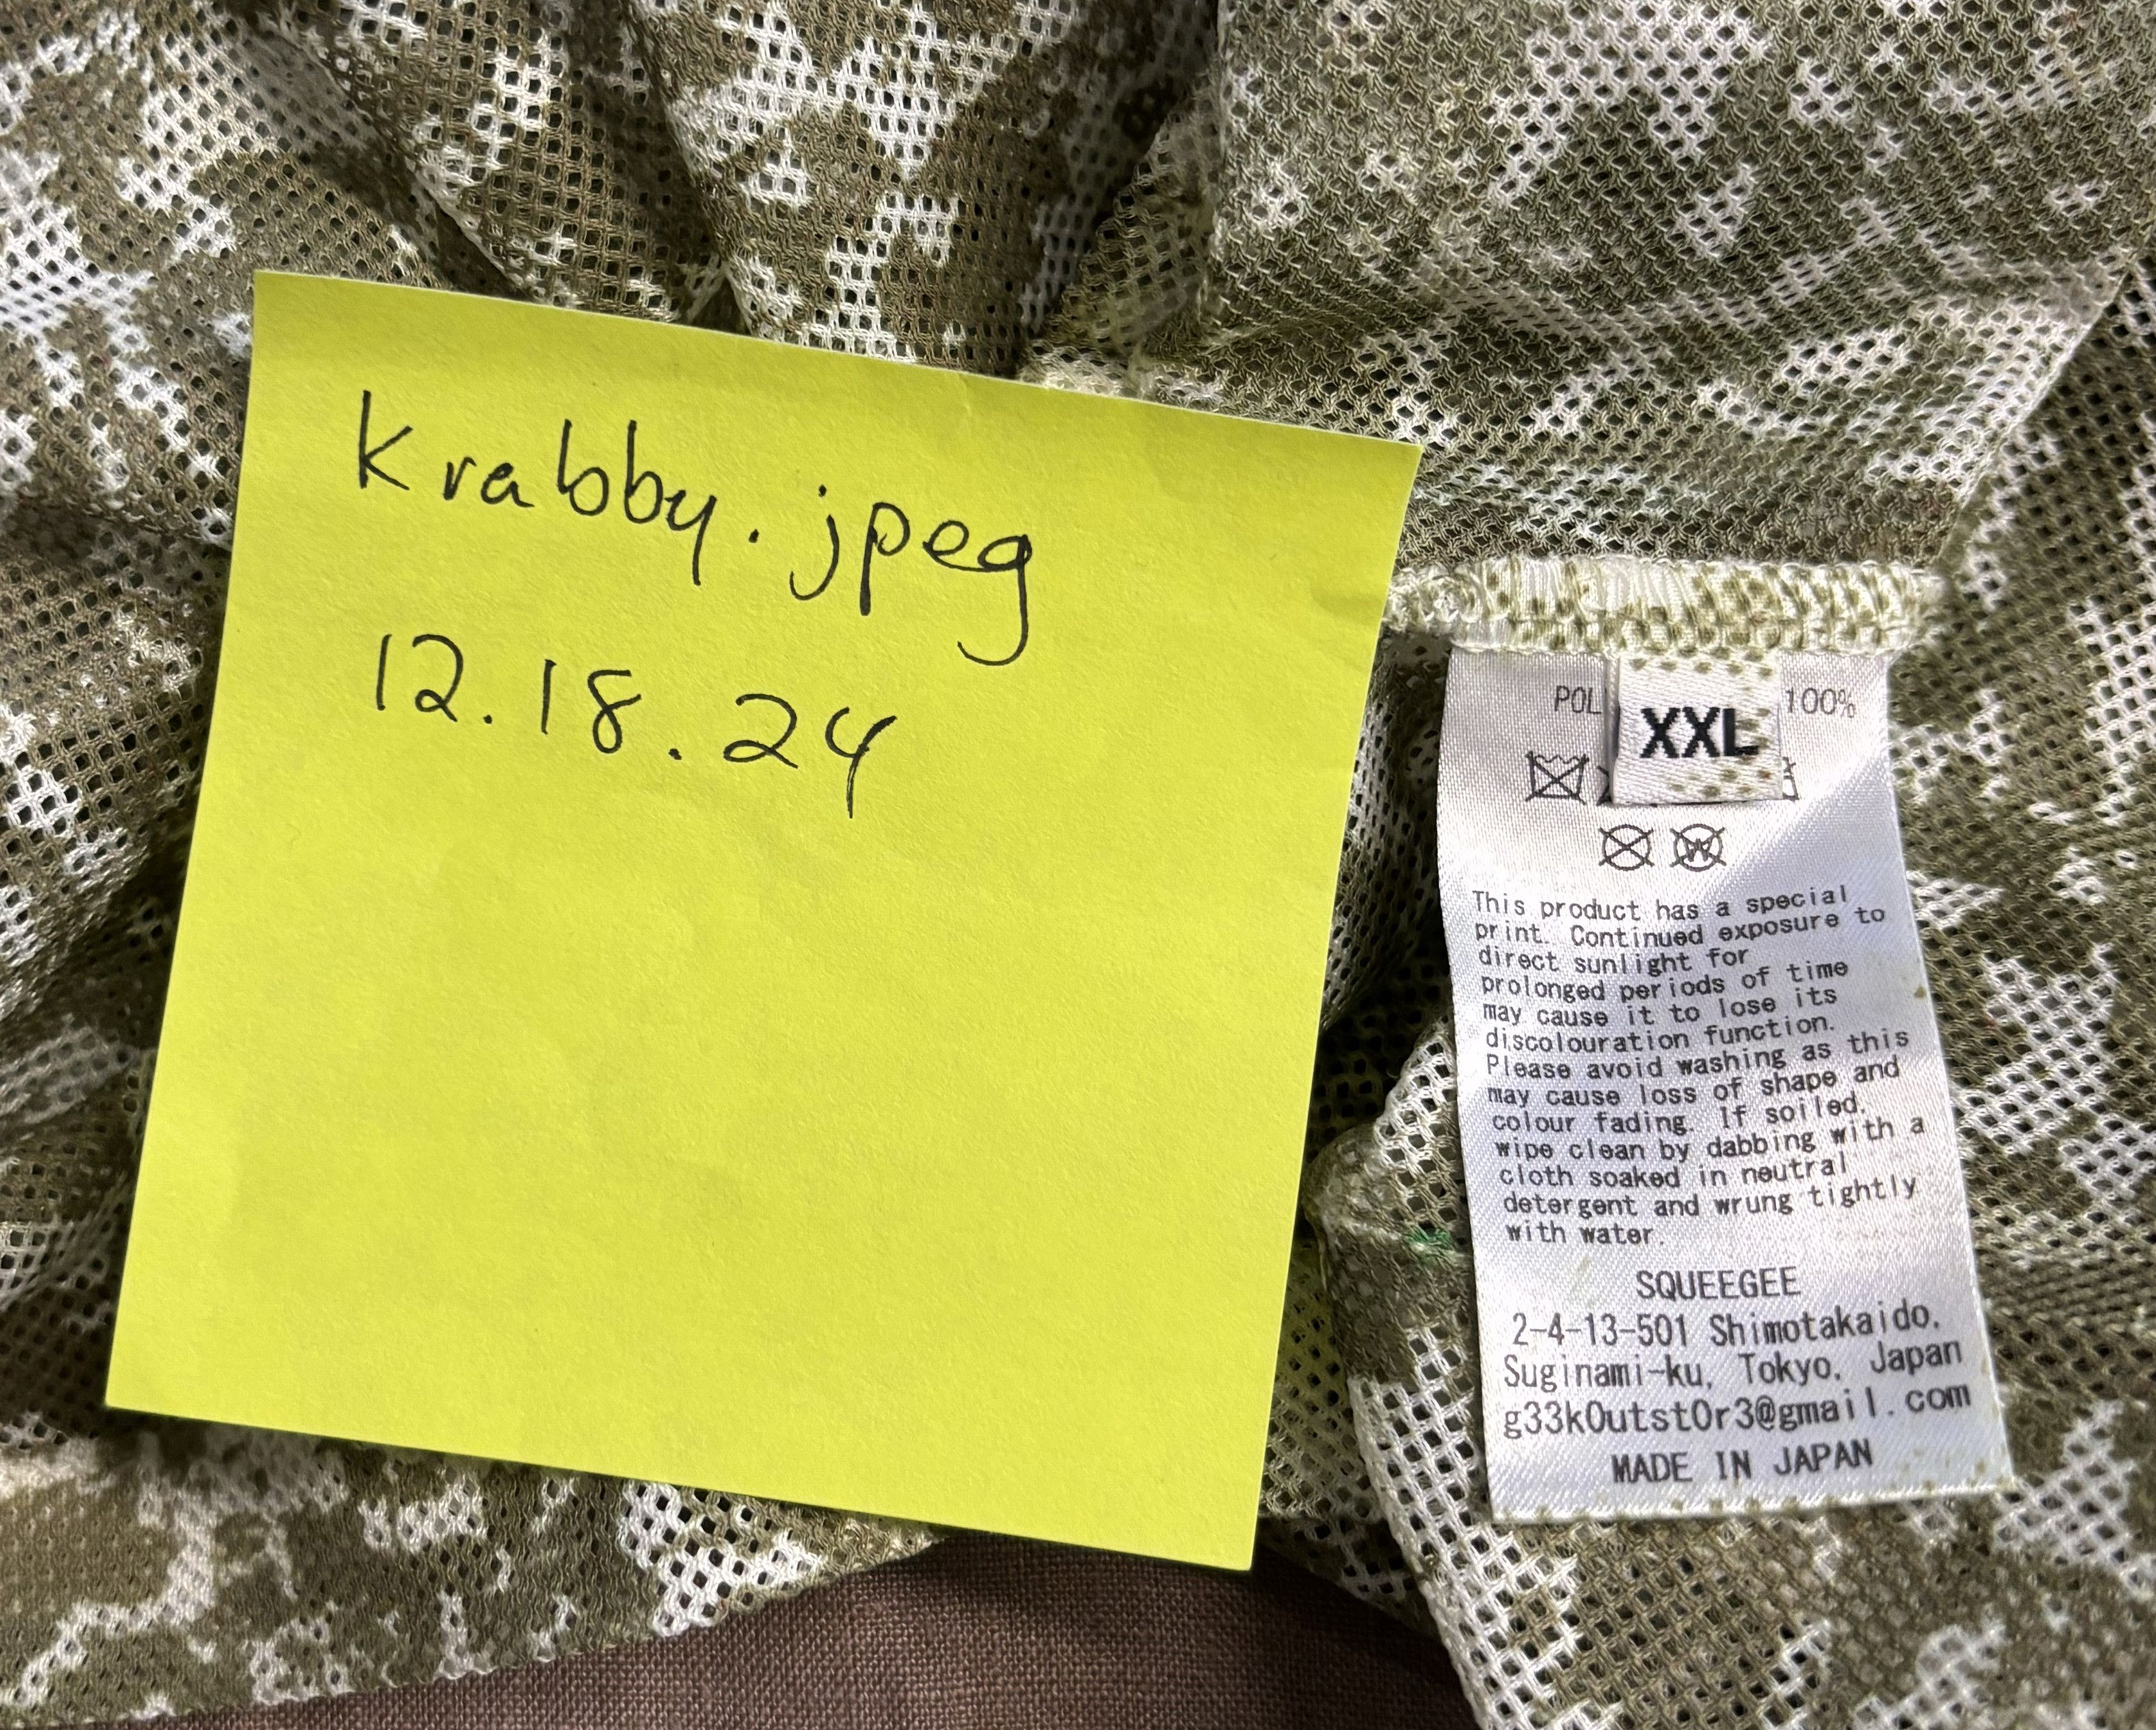 krabby.jpeg
12.18.24
XXL
100%
This product has a special
print. Continued exposure to
direct sunlight for
prolonged periods of time
may cause it to lose its
discolouration function.
Please avoid washing as this
may cause loss of shape and
colour fading. If soiled,
wipe clean by dabbing with a
cloth soaked in neutral
detergent and wrung tightly
with water.
SQUEEGEE
2-4-13-501 Shimotakaido,
Suginami-ku, Tokyo, Japan
g33k0utst0r3@gmail.com
MADE IN JAPAN